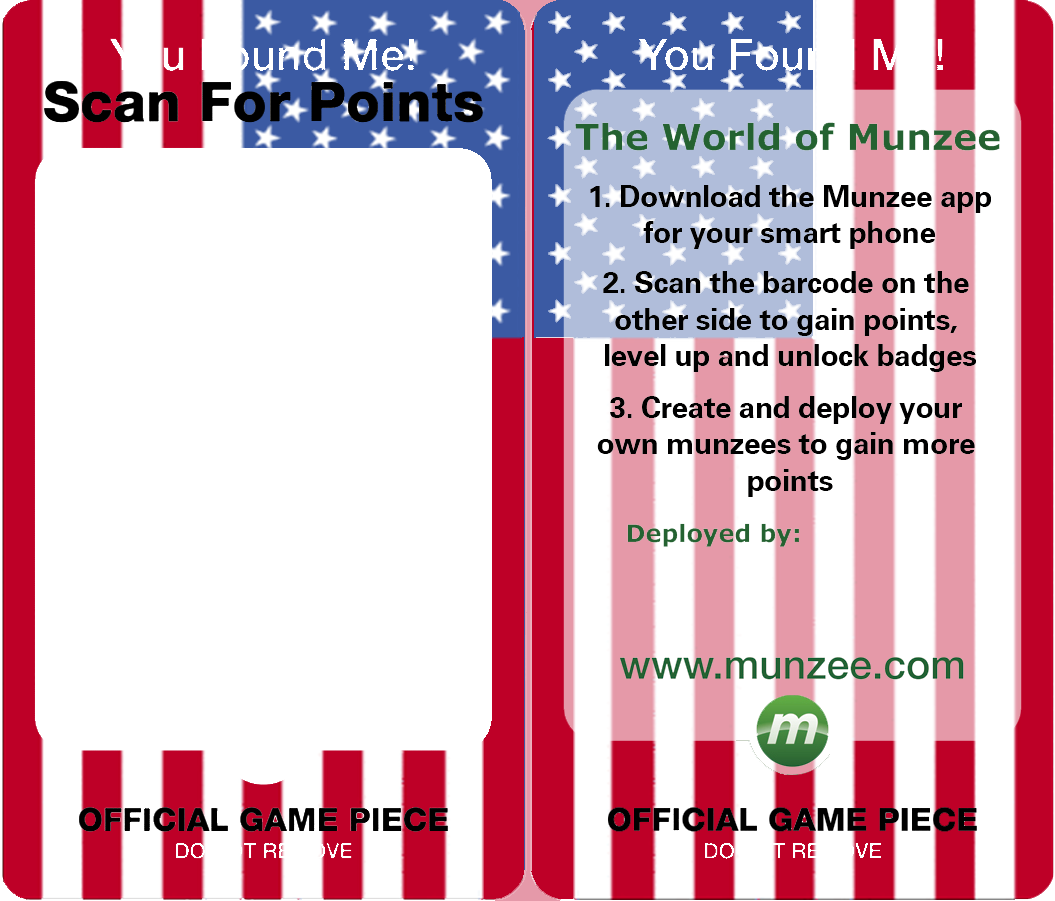 You Found Me!
Scan For Points
OFFICIAL GAME PIECE
DO NOT REMOVE
You Found Me!
The World of Munzee
1. Download the Munzee app
for your smart phone
2. Scan the barcode on the
other side to gain points,
level up and unlock badges
3. Create and deploy your
own munzees to gain more
points
Deployed by:
www.munzee.com
m
OFFICIAL GAME PIECE
DO NOT REMOVE